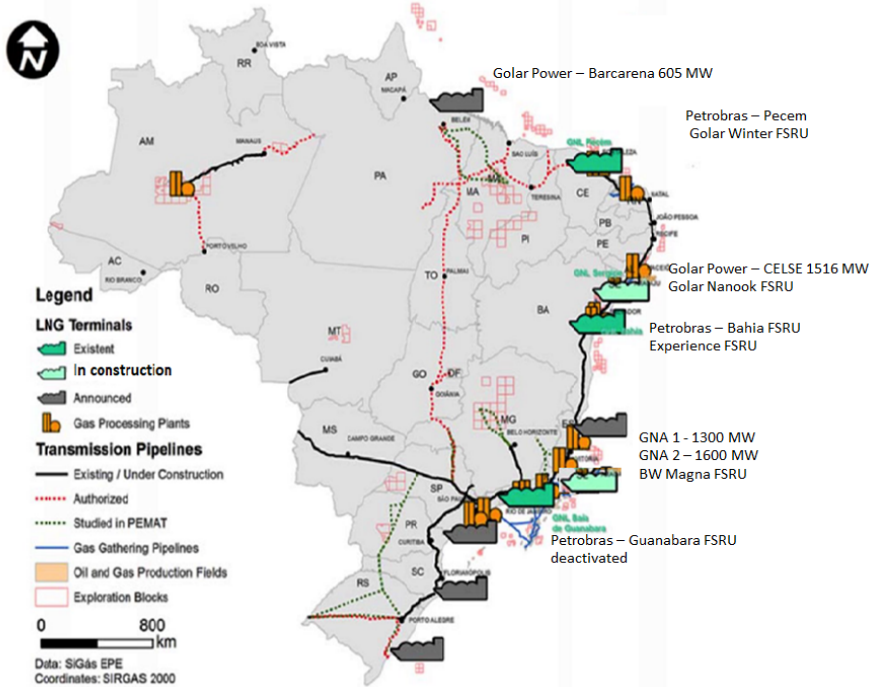 N
BOA VISTA
RR
AP
MACAPÁ
Golar Power – Barcarena 605 MW
BELÉM
Petrobras – Pecem
Golar Winter FSRU
AM
MANAUS
PA
SAO LUÍS
GNL Pecém
MA
TERESINA
CE
RN
NATAL
PB
JOÃO PESSOA
PI
PE
RECIFE
PORTO VELHO
AC
RIO BRANCO
RO
TO
PALMAS
GNL Sergipe
Golar Power – CELSE 1516 MW
Golar Nanook FSRU
BA
Petrobras – Bahia FSRU
Experience FSRU
MT
CUIABÁ
GO
DF
GOIÂNIA
MG
BELO HORIZONTE
ES
GNA 1 - 1300 MW
GNA 2 – 1600 MW
BW Magna FSRU
MS
CAMPO GRANDE
SP
RIO DE JANEIRO
GNL Baía
de Guanabara
Petrobras – Guanabara FSRU
deactivated
PR
CURITIBA
SC
FLORIANÓPOLIS
RS
PORTO ALEGRE
Legend
LNG Terminals
Existent
In construction
Announced
Gas Processing Plants
Transmission Pipelines
Existing / Under Construction
Authorized
Studied in PEMAT
Gas Gathering Pipelines
Oil and Gas Production Fields
Exploration Blocks
0 800
km
Data: SiGás EPE
Coordinates: SIRGAS 2000